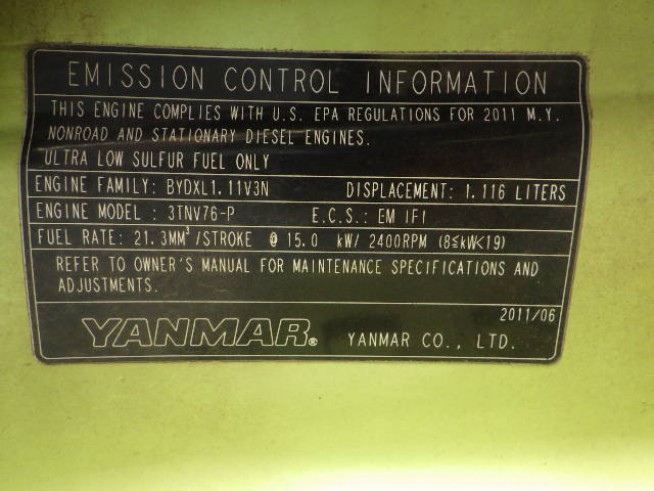 EMISSION CONTROL INFORMATION
THIS ENGINE COMPLIES WITH U.S. EPA REGULATIONS FOR 2011 M.Y.
NONROAD AND STATIONARY DIESEL ENGINES.
ULTRA LOW SULFUR FUEL ONLY
ENGINE FAMILY: BYDXL1.11V3N DISPLACEMENT: 1.116 LITERS
ENGINE MODEL : 3TNV76-P E.C.S.: EM IFI
FUEL RATE: 21.3MM³/STROKE @ 15.0 kW/ 2400RPM (8≤kW<19)
REFER TO OWNER'S MANUAL FOR MAINTENANCE SPECIFICATIONS AND
ADJUSTMENTS.
2011/06
YANMAR® YANMAR CO., LTD.